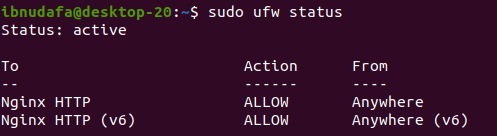 ibnudafa@desktop-20:~$ sudo ufw status
Status: active
To Action From
-- ------ ----
Nginx HTTP ALLOW Anywhere
Nginx HTTP (v6) ALLOW Anywhere (v6)